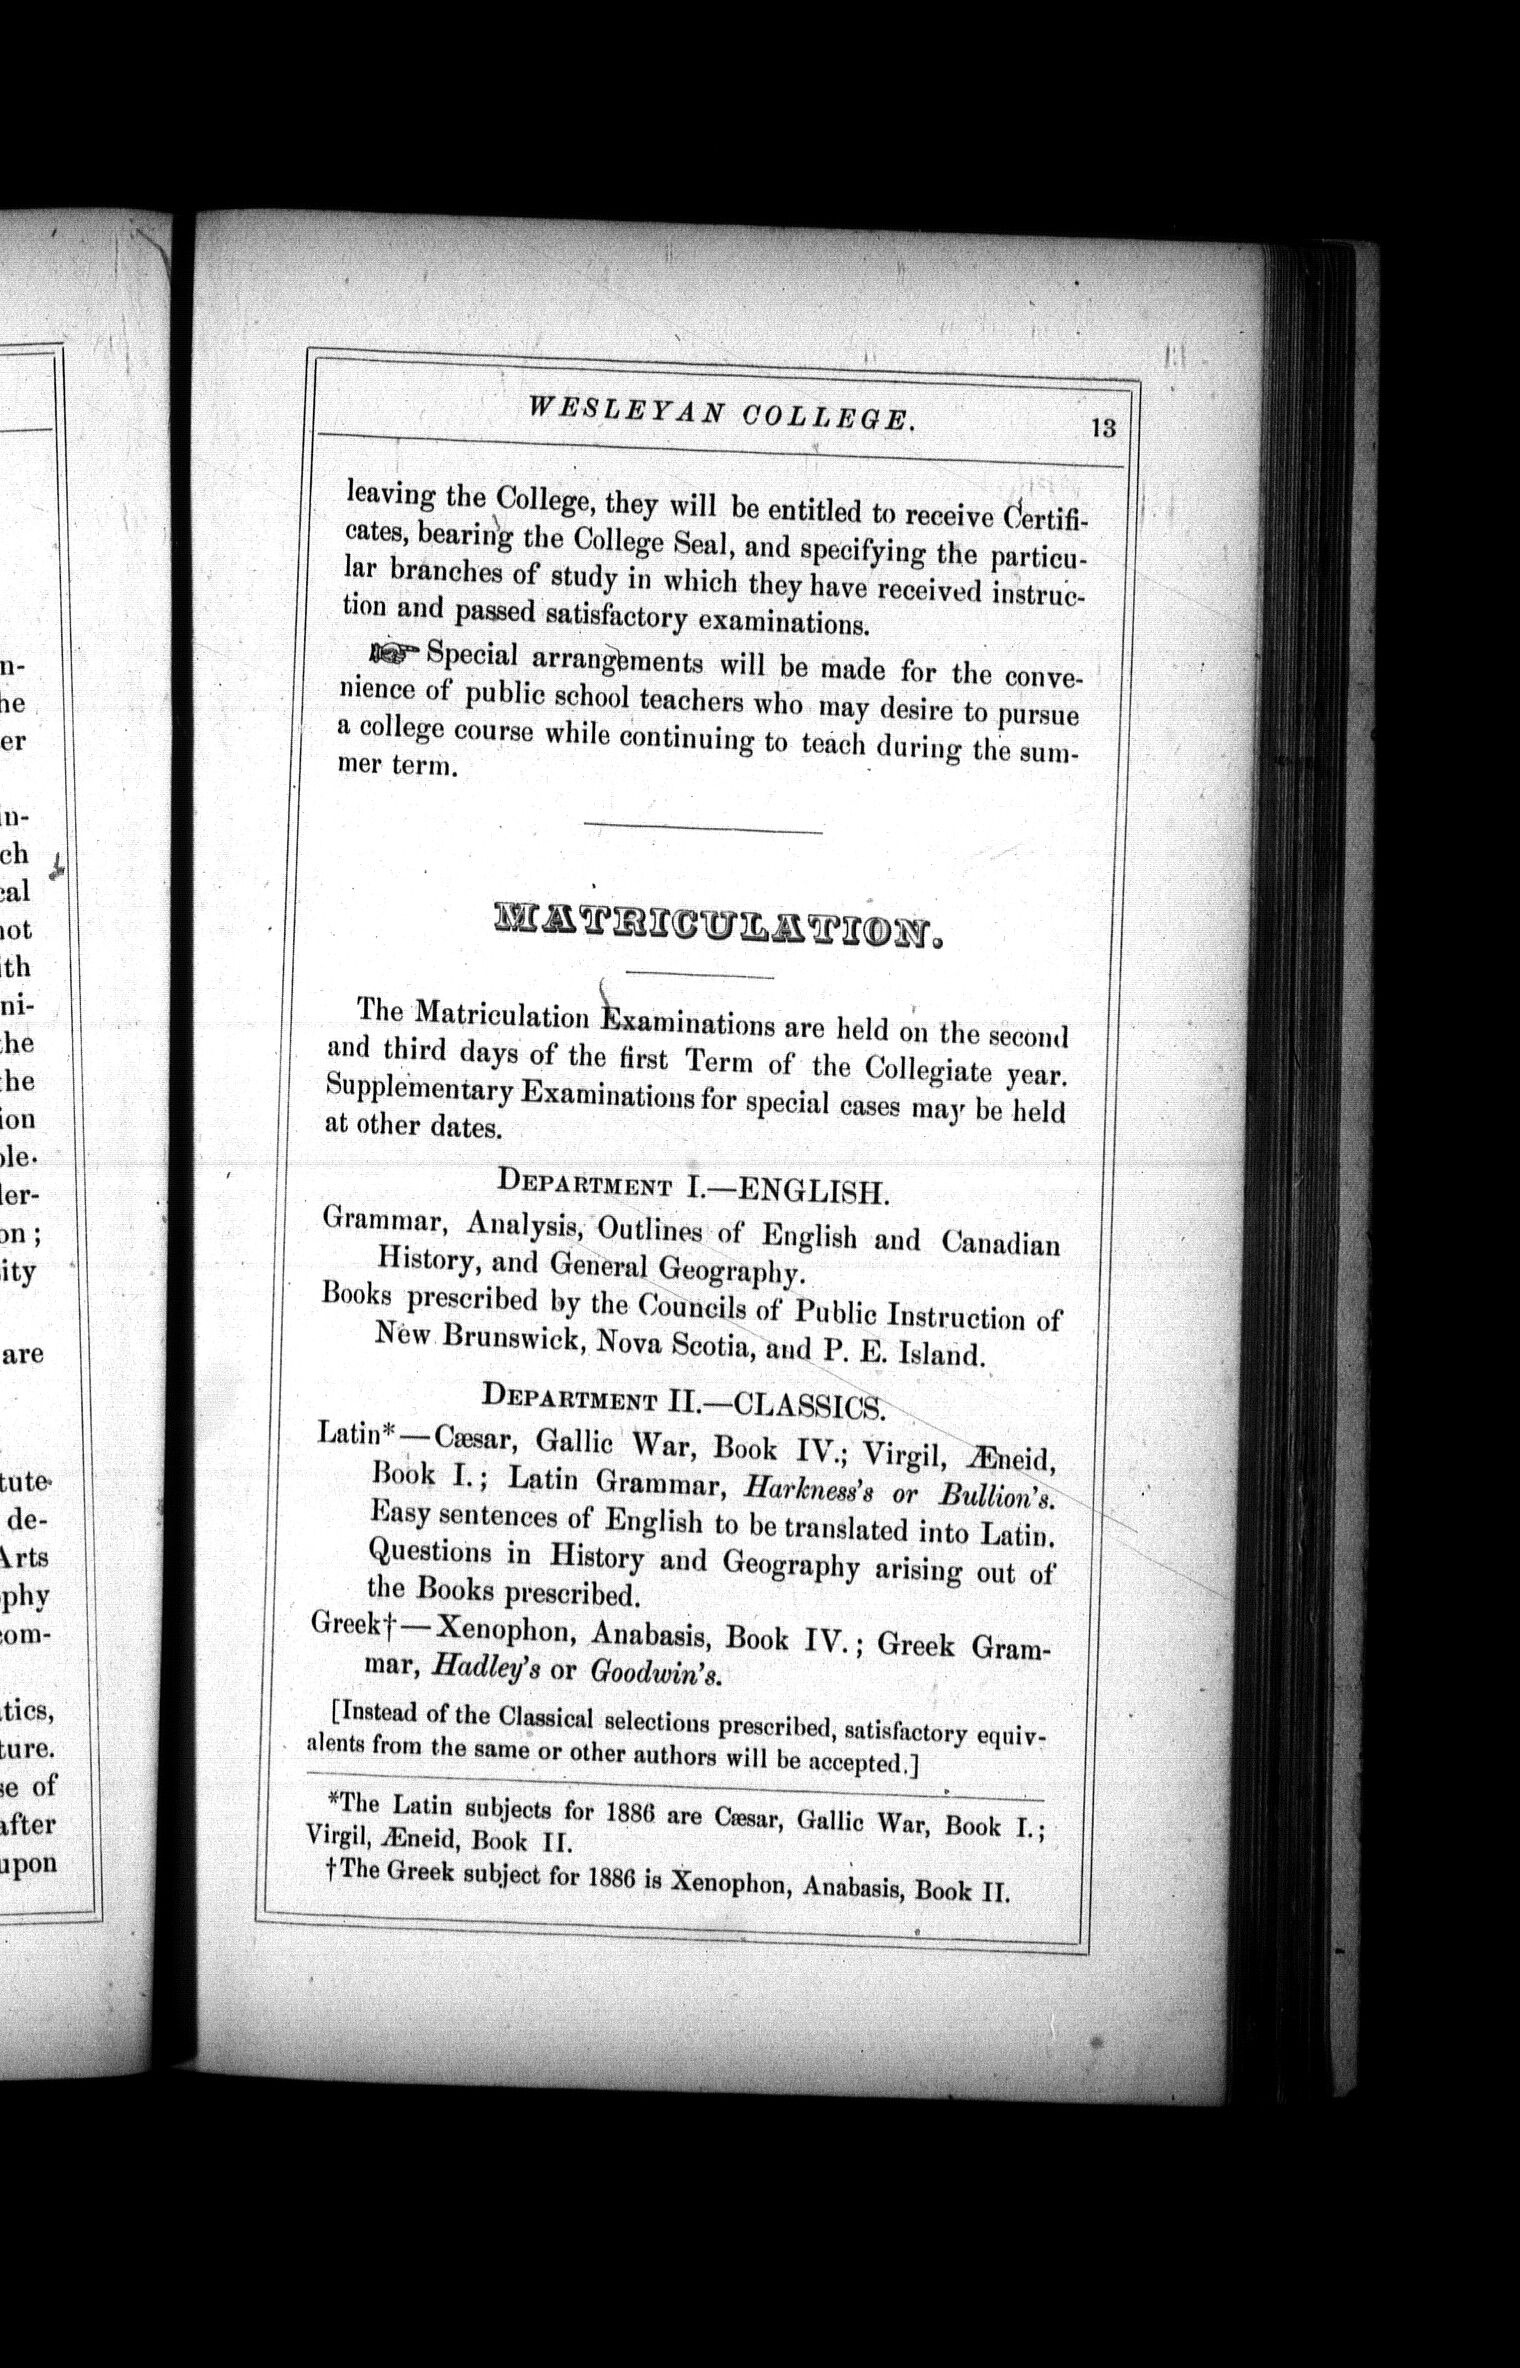 WESLEYAN COLLEGE. 13
leaving the College, they will be entitled to receive Certifi-
cates, bearing the College Seal, and specifying the particu-
lar branches of study in which they have received instruc-
tion and passed satisfactory examinations.
☞ Special arrangements will be made for the conve-
nience of public school teachers who may desire to pursue
a college course while continuing to teach during the sum-
mer term.
MATRICULATION.
The Matriculation Examinations are held on the second
and third days of the first Term of the Collegiate year.
Supplementary Examinations for special cases may be held
at other dates.
DEPARTMENT I.—ENGLISH.
Grammar, Analysis, Outlines of English and Canadian
History, and General Geography.
Books prescribed by the Councils of Public Instruction of
New Brunswick, Nova Scotia, and P. E. Island.
DEPARTMENT II.—CLASSICS.
Latin*—Cæsar, Gallic War, Book IV.; Virgil, Æneid,
Book I.; Latin Grammar, Harkness's or Bullion's.
Easy sentences of English to be translated into Latin.
Questions in History and Geography arising out of
the Books prescribed.
Greek†—Xenophon, Anabasis, Book IV.; Greek Gram-
mar, Hadley's or Goodwin's.
[Instead of the Classical selections prescribed, satisfactory equiv-
alents from the same or other authors will be accepted.]
*The Latin subjects for 1886 are Cæsar, Gallic War, Book I.;
Virgil, Æneid, Book II.
†The Greek subject for 1886 is Xenophon, Anabasis, Book II.